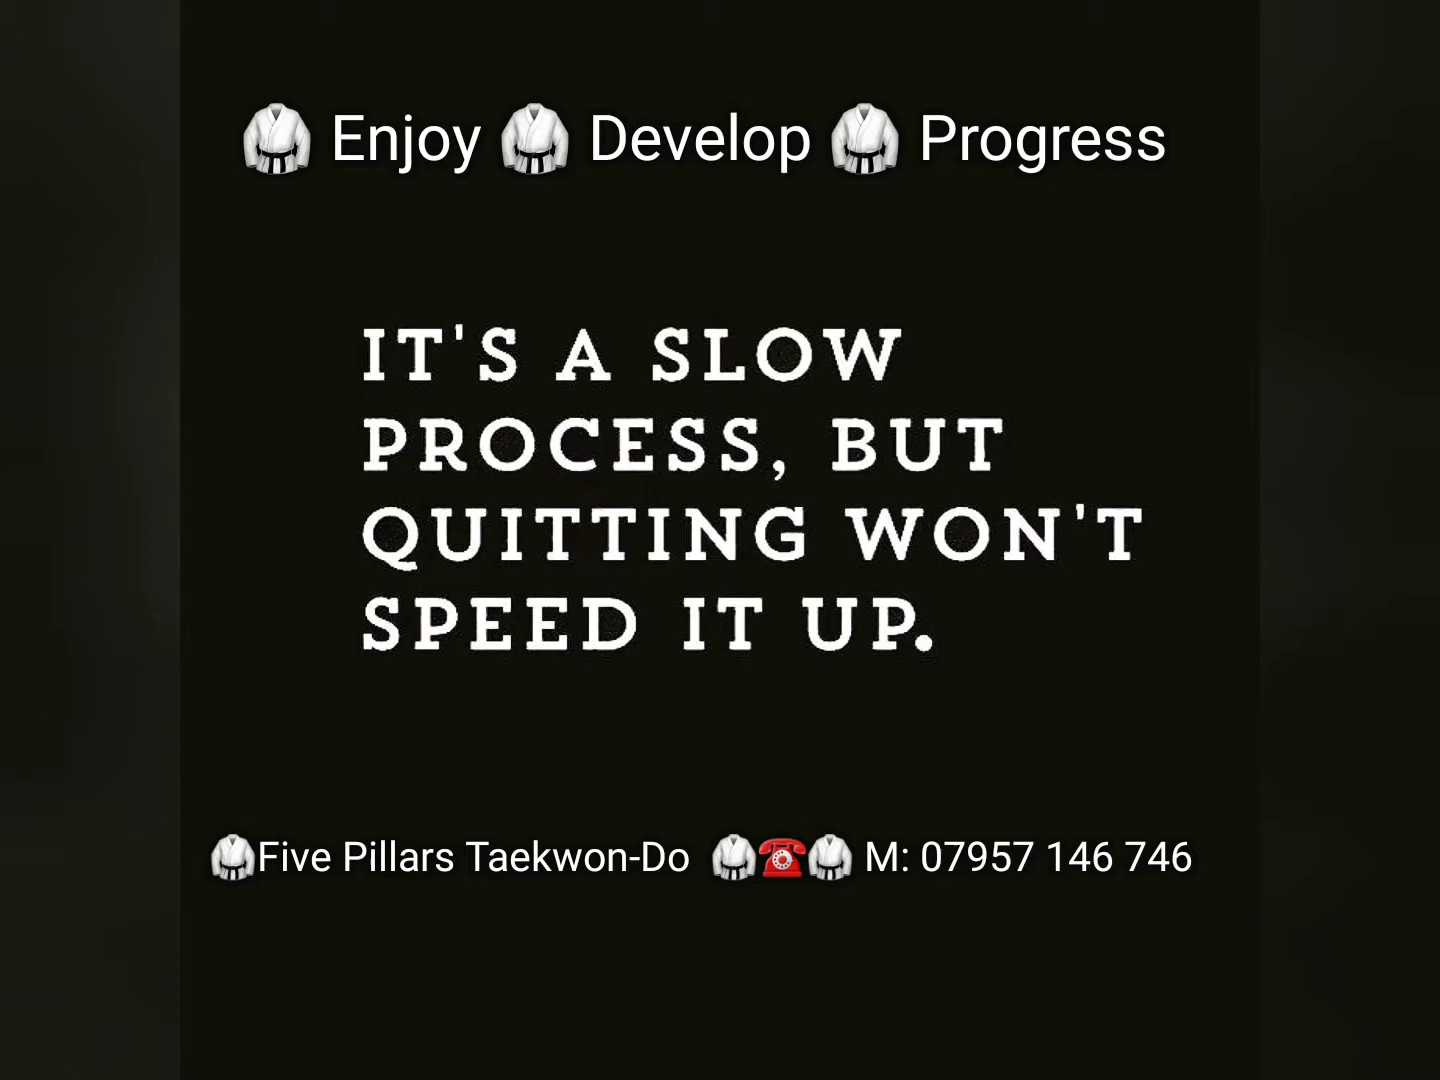 🥋 Enjoy 🥋 Develop 🥋 Progress
IT'S A SLOW
PROCESS, BUT
QUITTING WON'T
SPEED IT UP.
🥋Five Pillars Taekwon-Do 🥋☎️🥋 M: 07957 146 746